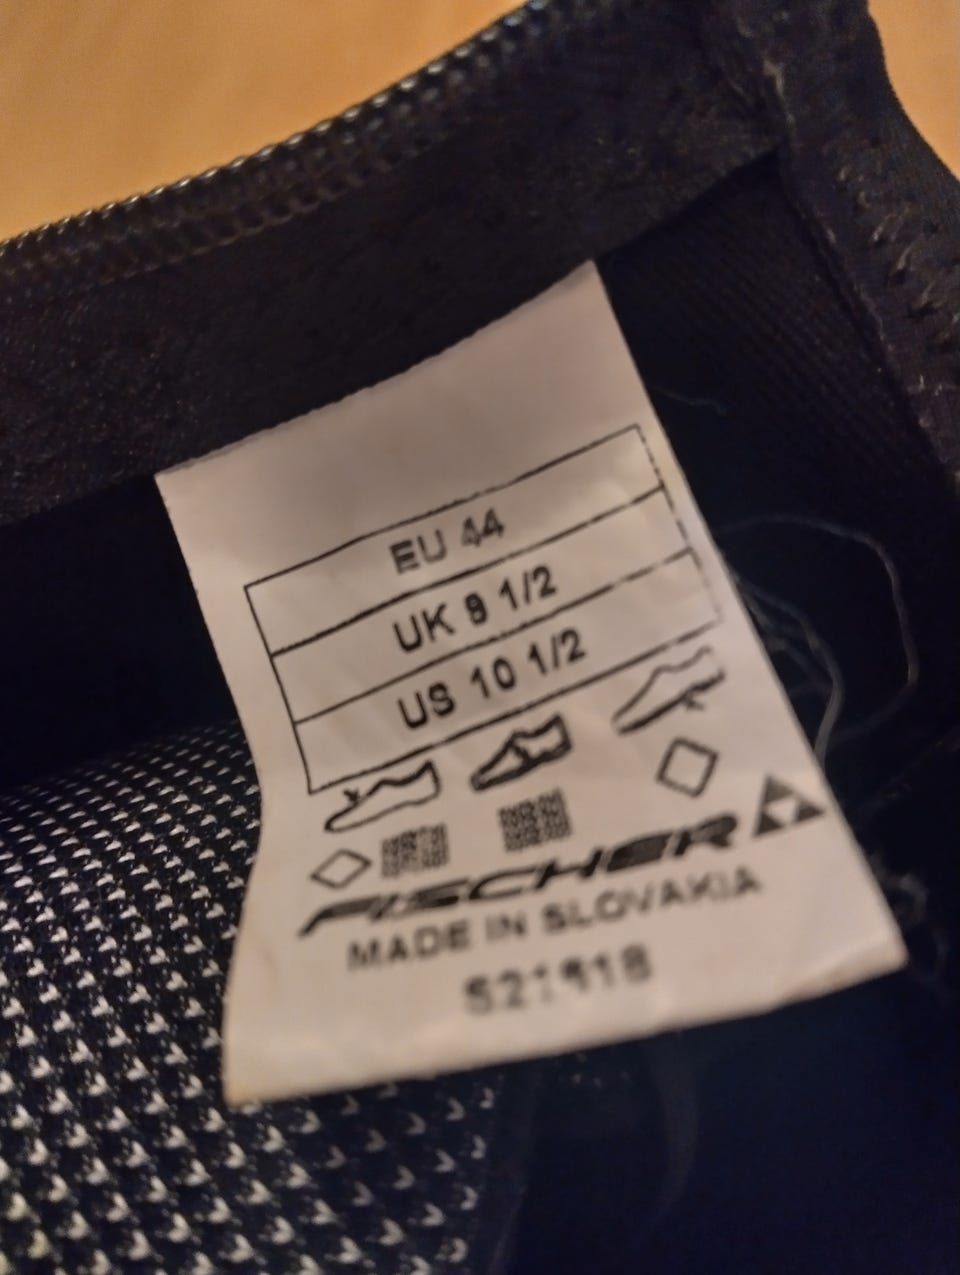 EU 44
UK 9 1/2
US 10 1/2
FISCHER
MADE IN SLOVAKIA